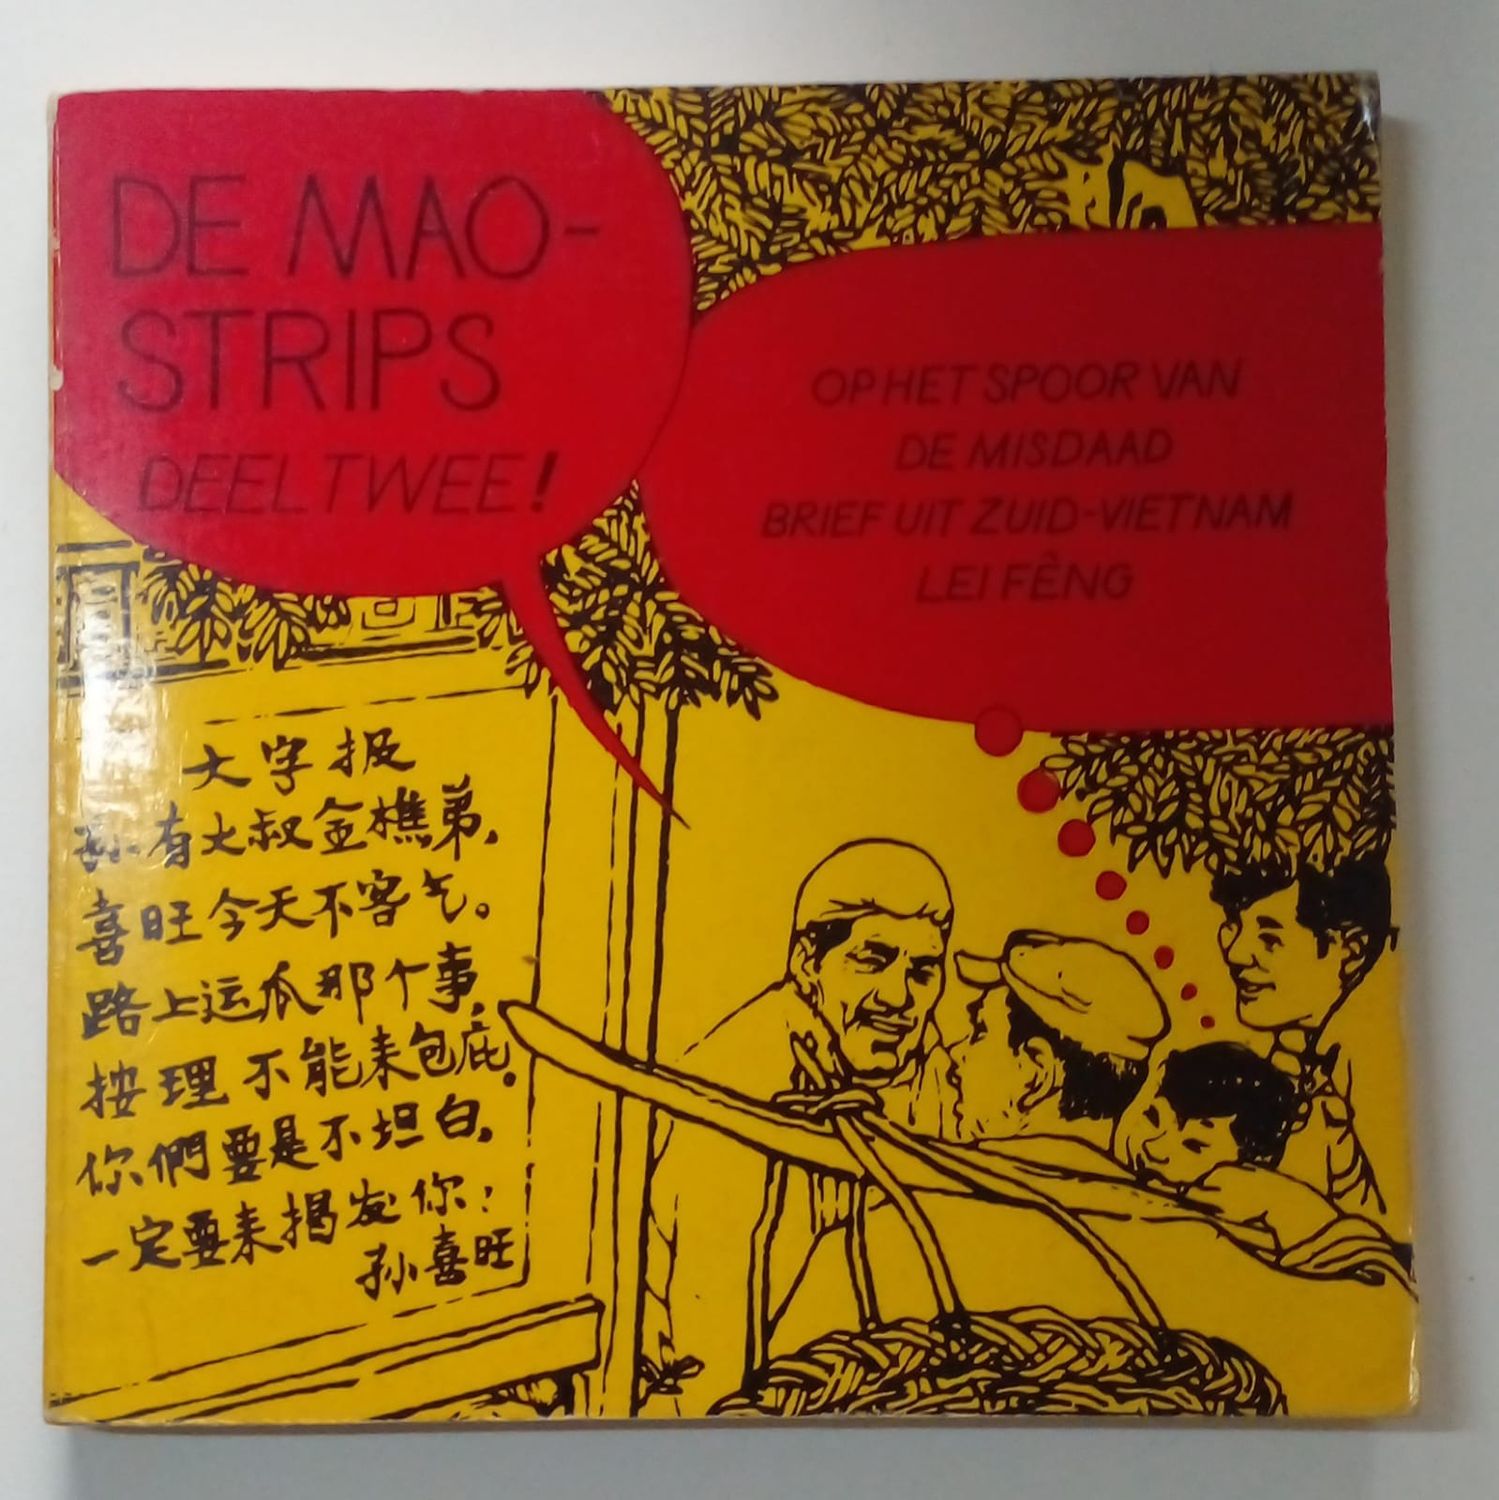 DE MAO-
STRIPS
DEEL TWEE!
OP HET SPOOR VAN
DE MISDAAD
BRIEF UIT ZUID-VIETNAM
LEI FÊNG
大字报
孙有大叔金樵弟,
喜旺今天不客气。
路上运瓜那个事,
按理不能来包庇.
你們要是不坦白,
一定要来揭发你:
孙喜旺